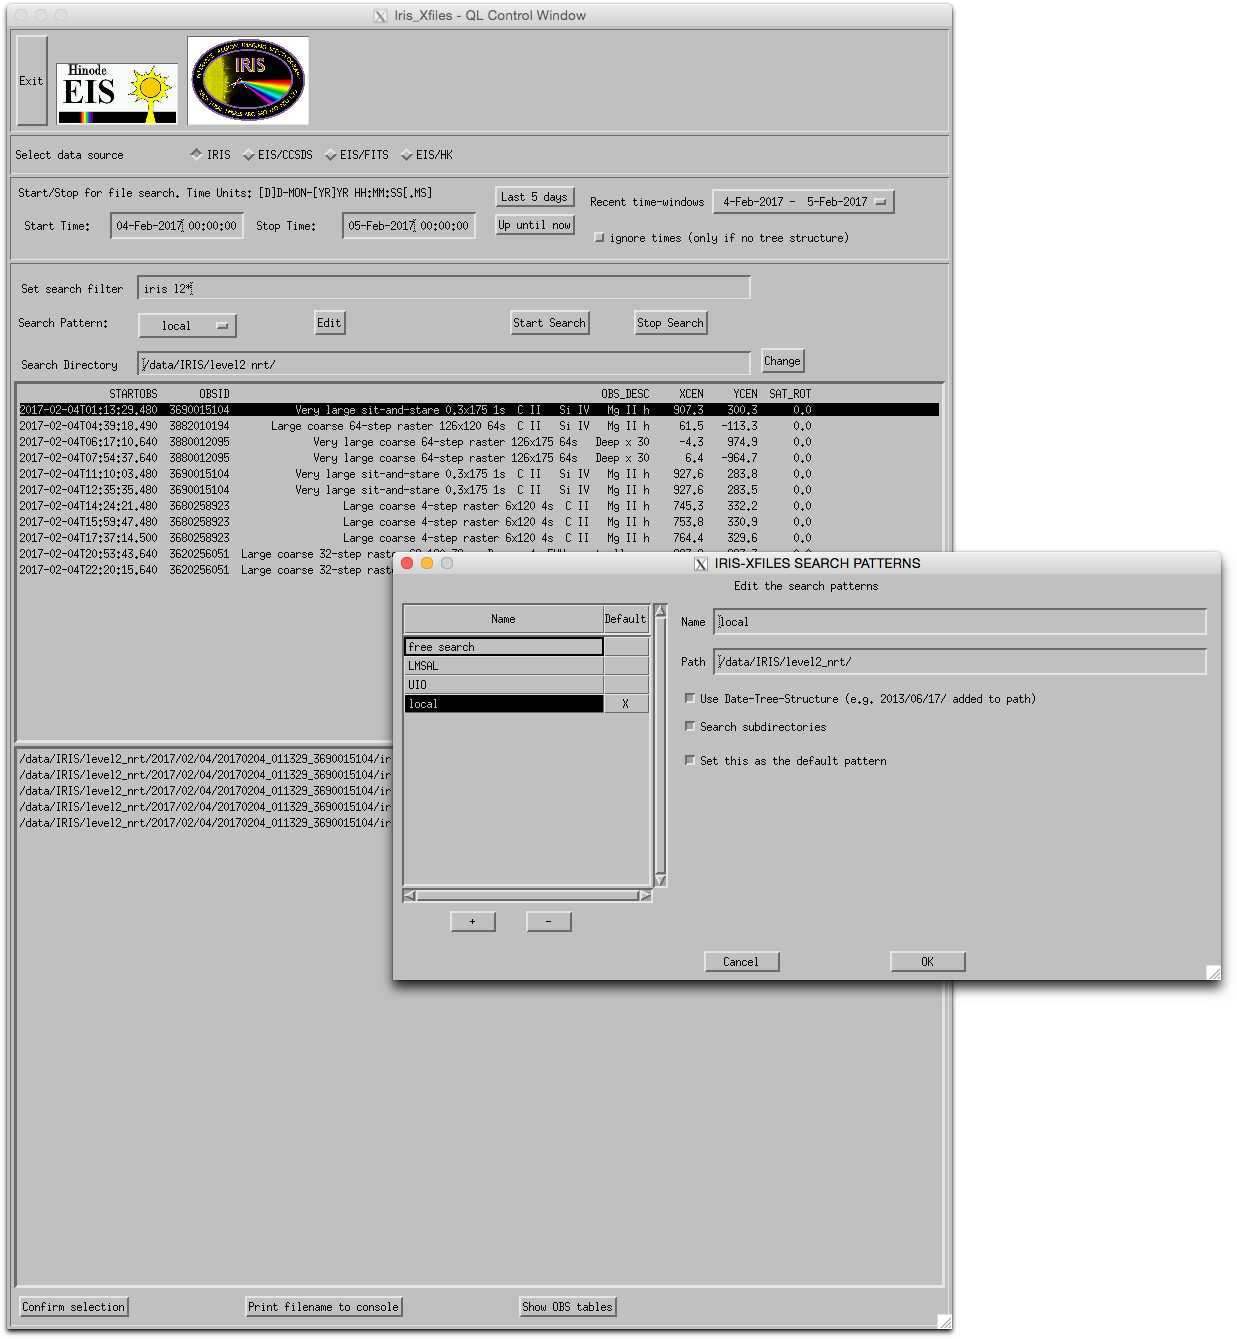 Iris_Xfiles - QL Control Window
Exit
Hinode
EIS
IRIS
Select data source IRIS EIS/CCSDS EIS/FITS EIS/HK
Start/Stop for file search. Time Units: [D]D-MON-[YR]YR HH:MM:SS[.MS]
Last 5 days
Recent time-windows 4-Feb-2017 - 5-Feb-2017
Start Time: 04-Feb-2017 00:00:00 Stop Time: 05-Feb-2017 00:00:00
Up until now
ignore times (only if no tree structure)
Set search filter iris l2*
Search Pattern: local Edit Start Search Stop Search
Search Directory /data/IRIS/level2 nrt/ Change
STARTOBS OBSID OBS_DESC XCEN YCEN SAT_ROT
2017-02-04T01:13:29.480 3690015104 Very large sit-and-stare 0.3x175 1s C II Si IV Mg II h 907.3 300.3 0.0
2017-02-04T04:39:18.490 3882010194 Large coarse 64-step raster 126x120 64s C II Si IV Mg II h 61.5 -113.3 0.0
2017-02-04T06:17:10.640 3880012095 Very large coarse 64-step raster 126x175 64s Deep x 30 -4.3 974.9 0.0
2017-02-04T07:54:37.640 3880012095 Very large coarse 64-step raster 126x175 64s Deep x 30 6.4 -964.7 0.0
2017-02-04T11:10:03.480 3690015104 Very large sit-and-stare 0.3x175 1s C II Si IV Mg II h 927.6 283.8 0.0
2017-02-04T12:35:35.480 3690015104 Very large sit-and-stare 0.3x175 1s C II Si IV Mg II h 927.6 283.5 0.0
2017-02-04T14:24:21.480 3680258923 Large coarse 4-step raster 6x120 4s C II Mg II h 745.3 332.2 0.0
2017-02-04T15:59:47.480 3680258923 Large coarse 4-step raster 6x120 4s C II Mg II h 753.8 330.9 0.0
2017-02-04T17:37:14.500 3680258923 Large coarse 4-step raster 6x120 4s C II Mg II h 764.4 329.6 0.0
2017-02-04T20:53:43.640 3620256051 Large coarse 32-step raster 0.0
2017-02-04T22:20:15.640 3620256051 Large coarse 32-step rast
/data/IRIS/level2_nrt/2017/02/04/20170204_011329_3690015104/ir
/data/IRIS/level2_nrt/2017/02/04/20170204_011329_3690015104/ir
/data/IRIS/level2_nrt/2017/02/04/20170204_011329_3690015104/ir
/data/IRIS/level2_nrt/2017/02/04/20170204_011329_3690015104/ir
/data/IRIS/level2_nrt/2017/02/04/20170204_011329_3690015104/ir
IRIS-XFILES SEARCH PATTERNS
Edit the search patterns
Name Default
free search
LMSAL
UIO
local X
+ -
Name local
Path /data/IRIS/level2_nrt/
Use Date-Tree-Structure (e.g. 2013/06/17/ added to path)
Search subdirectories
Set this as the default pattern
Cancel OK
Confirm selection Print filename to console Show OBS tables